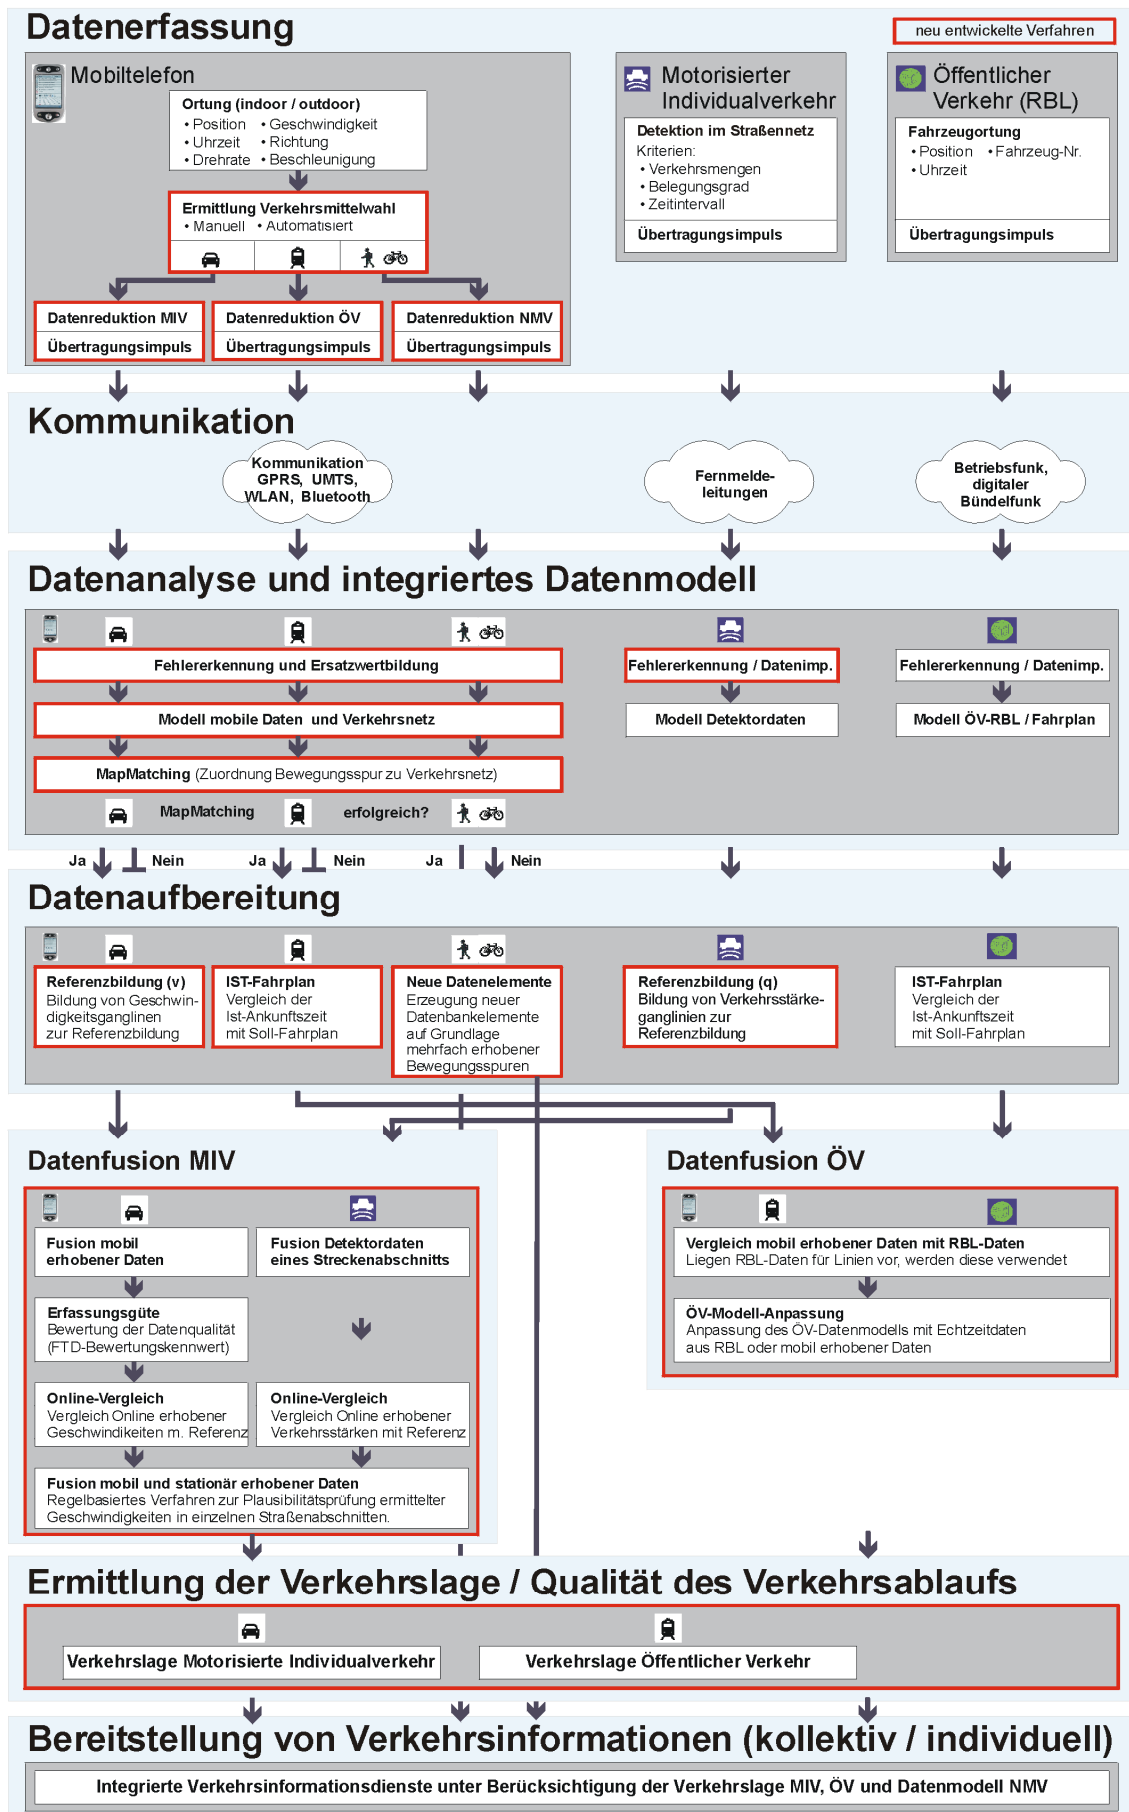 Datenerfassung
neu entwickelte Verfahren
Mobiltelefon
Ortung (indoor / outdoor)
• Position • Geschwindigkeit
• Uhrzeit • Richtung
• Drehrate • Beschleunigung
Ermittlung Verkehrsmittelwahl
• Manuell • Automatisiert
Datenreduktion MIV
Übertragungsimpuls
Datenreduktion ÖV
Übertragungsimpuls
Datenreduktion NMV
Übertragungsimpuls
Motorisierter
Individualverkehr
Detektion im Straßennetz
Kriterien:
• Verkehrsmengen
• Belegungsgrad
• Zeitintervall
Übertragungsimpuls
Öffentlicher
Verkehr (RBL)
Fahrzeugortung
• Position • Fahrzeug-Nr.
• Uhrzeit
Übertragungsimpuls
Kommunikation
Kommunikation
GPRS, UMTS,
WLAN, Bluetooth
Fernmelde-
leitungen
Betriebsfunk,
digitaler
Bündelfunk
Datenanalyse und integriertes Datenmodell
Fehlererkennung und Ersatzwertbildung
Modell mobile Daten und Verkehrsnetz
MapMatching (Zuordnung Bewegungsspur zu Verkehrsnetz)
MapMatching erfolgreich?
Fehlererkennung / Datenimp.
Modell Detektordaten
Fehlererkennung / Datenimp.
Modell ÖV-RBL / Fahrplan
Ja Nein Ja Nein Ja Nein
Datenaufbereitung
Referenzbildung (v)
Bildung von Geschwin-
digkeitsganglinen
zur Referenzbildung
IST-Fahrplan
Vergleich der
Ist-Ankunftszeit
mit Soll-Fahrplan
Neue Datenelemente
Erzeugung neuer
Datenbankelemente
auf Grundlage
mehrfach erhobener
Bewegungsspuren
Referenzbildung (q)
Bildung von Verkehrsstärke-
ganglinien zur
Referenzbildung
IST-Fahrplan
Vergleich der
Ist-Ankunftszeit
mit Soll-Fahrplan
Datenfusion MIV
Fusion mobil
erhobener Daten
Erfassungsgüte
Bewertung der Datenqualität
(FTD-Bewertungskennwert)
Online-Vergleich
Vergleich Online erhobener
Geschwindikeiten m. Referenz
Fusion Detektordaten
eines Streckenabschnitts
Online-Vergleich
Vergleich Online erhobener
Verkehrsstärken mit Referenz
Fusion mobil und stationär erhobener Daten
Regelbasiertes Verfahren zur Plausibilitätsprüfung ermittelter
Geschwindigkeiten in einzelnen Straßenabschnitten.
Datenfusion ÖV
Vergleich mobil erhobener Daten mit RBL-Daten
Liegen RBL-Daten für Linien vor, werden diese verwendet
ÖV-Modell-Anpassung
Anpassung des ÖV-Datenmodells mit Echtzeitdaten
aus RBL oder mobil erhobener Daten
Ermittlung der Verkehrslage / Qualität des Verkehrsablaufs
Verkehrslage Motorisierte Individualverkehr
Verkehrslage Öffentlicher Verkehr
Bereitstellung von Verkehrsinformationen (kollektiv / individuell)
Integrierte Verkehrsinformationsdienste unter Berücksichtigung der Verkehrslage MIV, ÖV und Datenmodell NMV